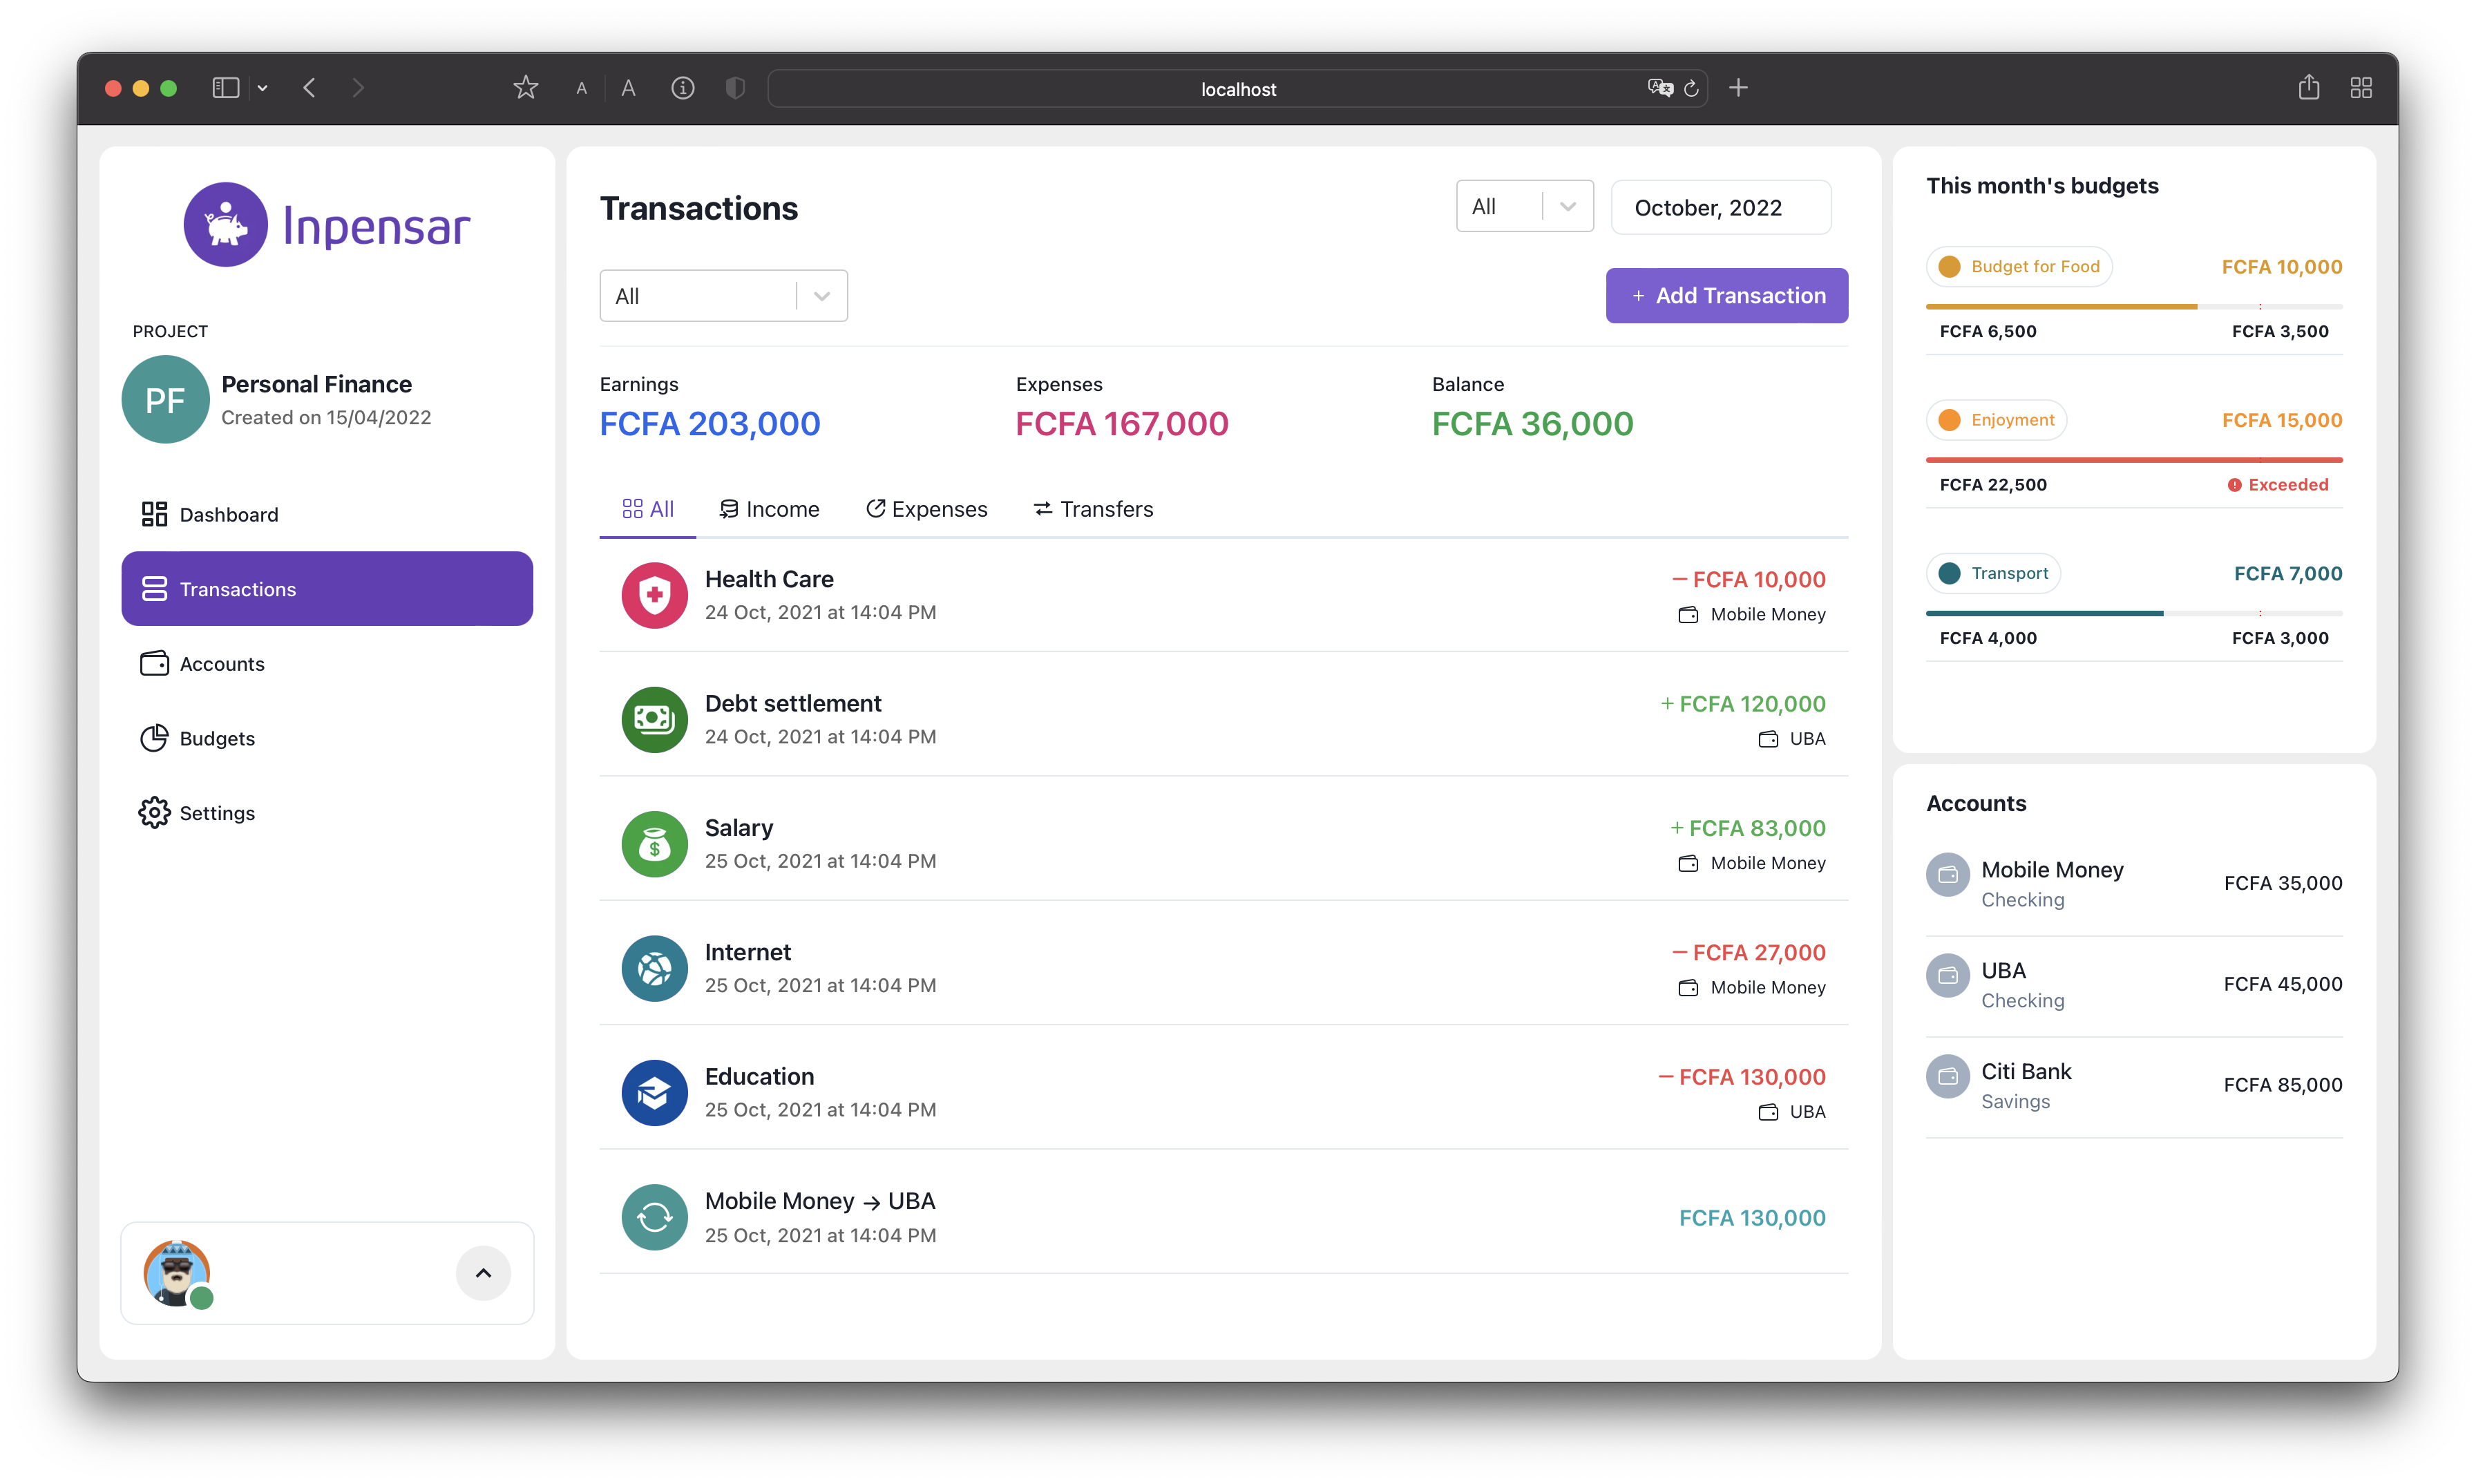 A A
localhost
Inpensar
PROJECT
PF
Personal Finance
Created on 15/04/2022
Dashboard
Transactions
Accounts
Budgets
Settings
Transactions
All
October, 2022
All
+ Add Transaction
Earnings
FCFA 203,000
Expenses
FCFA 167,000
Balance
FCFA 36,000
All
Income
Expenses
Transfers
Health Care
24 Oct, 2021 at 14:04 PM
− FCFA 10,000
Mobile Money
Debt settlement
24 Oct, 2021 at 14:04 PM
+ FCFA 120,000
UBA
Salary
25 Oct, 2021 at 14:04 PM
+ FCFA 83,000
Mobile Money
Internet
25 Oct, 2021 at 14:04 PM
− FCFA 27,000
Mobile Money
Education
25 Oct, 2021 at 14:04 PM
− FCFA 130,000
UBA
Mobile Money → UBA
25 Oct, 2021 at 14:04 PM
FCFA 130,000
This month's budgets
Budget for Food
FCFA 10,000
FCFA 6,500
FCFA 3,500
Enjoyment
FCFA 15,000
FCFA 22,500
Exceeded
Transport
FCFA 7,000
FCFA 4,000
FCFA 3,000
Accounts
Mobile Money
Checking
FCFA 35,000
UBA
Checking
FCFA 45,000
Citi Bank
Savings
FCFA 85,000